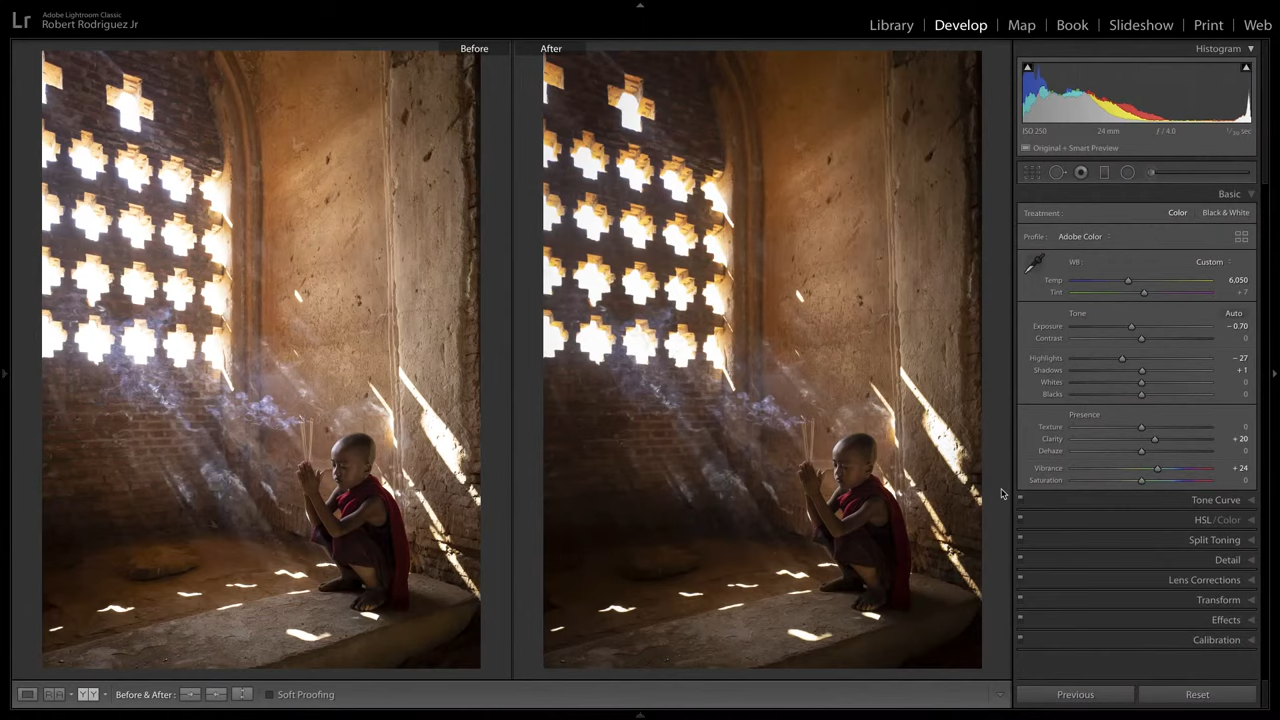 Lr
Adobe Lightroom Classic
Robert Rodriguez Jr
Library | Develop | Map | Book | Slideshow | Print | Web
Before After
Histogram
ISO 250 24 mm ƒ / 4.0 1/30 sec
Original + Smart Preview
Basic
Treatment : Color Black & White
Profile : Adobe Color
WB : Custom
Temp 6,050
Tint + 7
Tone Auto
Exposure − 0.70
Contrast 0
Highlights − 27
Shadows + 1
Whites 0
Blacks 0
Presence
Texture 0
Clarity + 20
Dehaze 0
Vibrance + 24
Saturation 0
Tone Curve
HSL / Color
Split Toning
Detail
Lens Corrections
Transform
Effects
Calibration
R R Y Y Before & After : Soft Proofing
Previous Reset